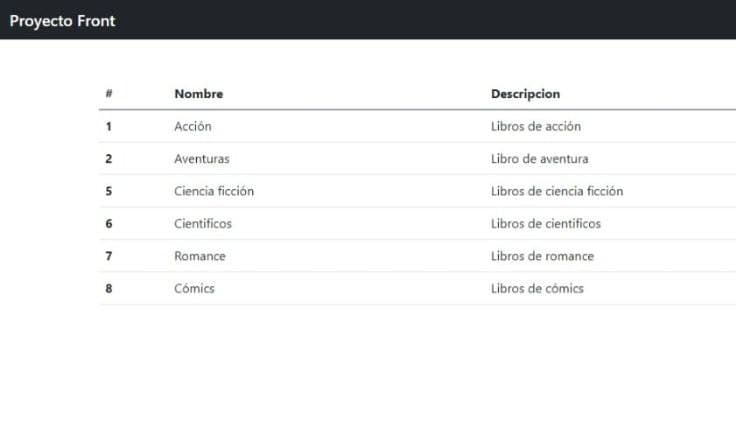 Proyecto Front
# Nombre Descripcion
1 Acción Libros de acción
2 Aventuras Libro de aventura
5 Ciencia ficción Libros de ciencia ficción
6 Cientificos Libros de cientificos
7 Romance Libros de romance
8 Cómics Libros de cómics